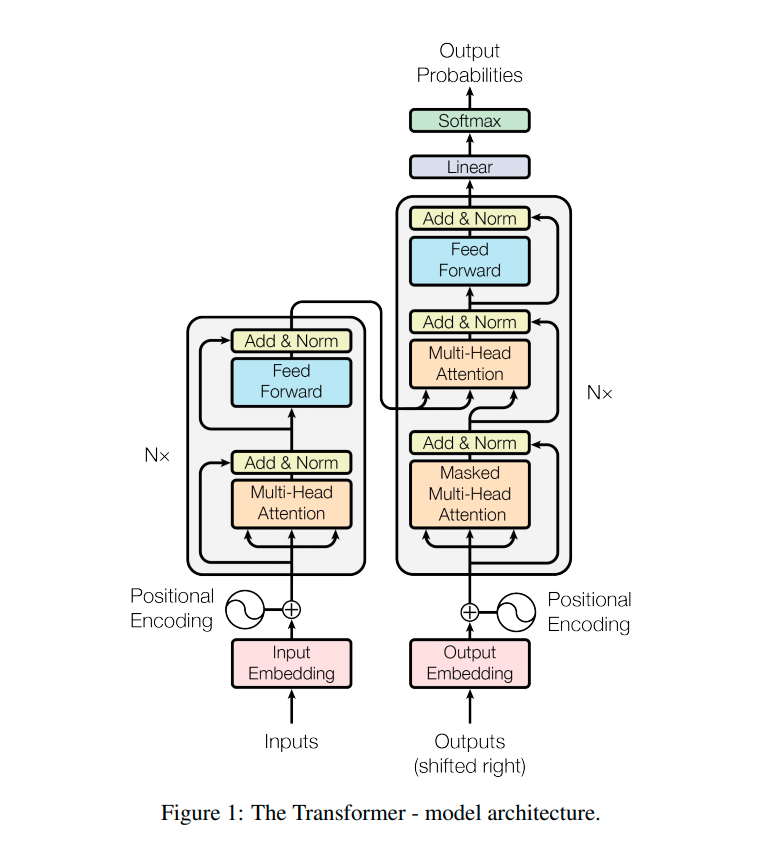 Output
Probabilities
Softmax
Linear
Add & Norm
Feed
Forward
Add & Norm
Multi-Head
Attention
Add & Norm
Masked
Multi-Head
Attention
N×
Add & Norm
Feed
Forward
Add & Norm
Multi-Head
Attention
N×
Positional
Encoding
Positional
Encoding
Input
Embedding
Output
Embedding
Inputs
Outputs
(shifted right)
Figure 1: The Transformer - model architecture.